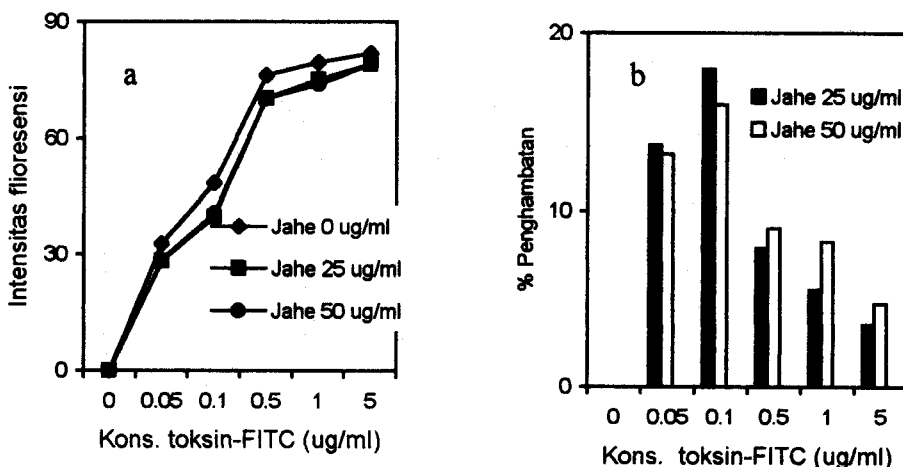 90
60
30
0
Intensitas flioresensi
a
Jahe 0 ug/ml
Jahe 25 ug/ml
Jahe 50 ug/ml
0 0.05 0.1 0.5 1 5
Kons. toksin-FITC (ug/ml)
20
10
0
% Penghambatan
b
Jahe 25 ug/ml
Jahe 50 ug/ml
0 0.05 0.1 0.5 1 5
Kons. toksin-FITC (ug/ml)